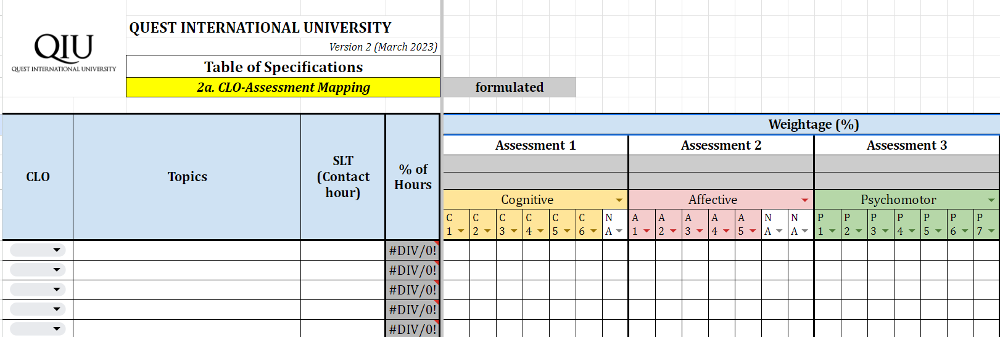 QIU
QUEST INTERNATIONAL UNIVERSITY
QUEST INTERNATIONAL UNIVERSITY
Version 2 (March 2023)
Table of Specifications
2a. CLO-Assessment Mapping
formulated
CLO
Topics
SLT
(Contact
hour)
% of
Hours
Weightage (%)
Assessment 1
Assessment 2
Assessment 3
Cognitive
Affective
Psychomotor
C 1
C 2
C 3
C 4
C 5
C 6
N A
A 1
A 2
A 3
A 4
A 5
N A
N A
P 1
P 2
P 3
P 4
P 5
P 6
P 7
#DIV/0!
#DIV/0!
#DIV/0!
#DIV/0!
#DIV/0!